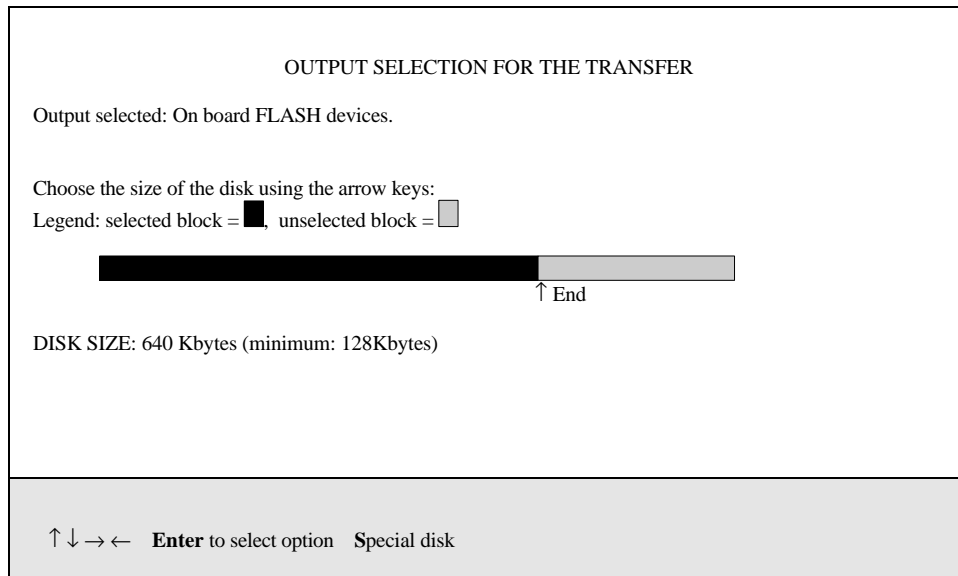 OUTPUT SELECTION FOR THE TRANSFER
Output selected: On board FLASH devices.
Choose the size of the disk using the arrow keys:
Legend: selected block = , unselected block =
↑ End
DISK SIZE: 640 Kbytes (minimum: 128Kbytes)
↑ ↓ → ← Enter to select option Special disk